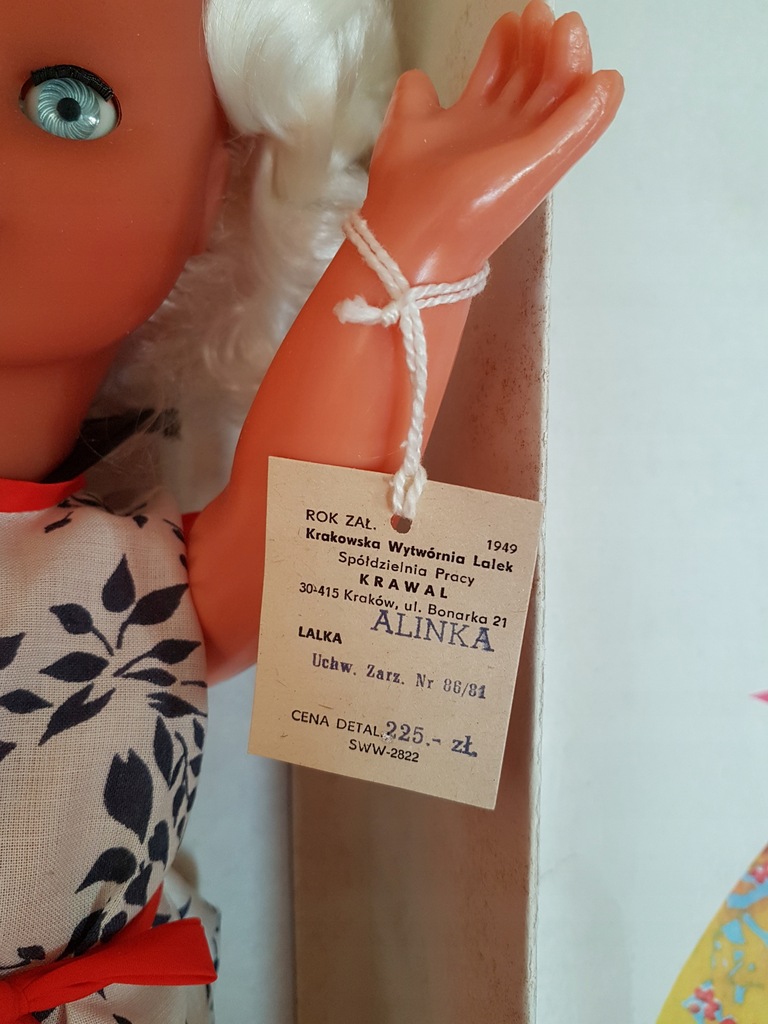 ROK ZAŁ. 1949
Krakowska Wytwórnia Lalek
Spółdzielnia Pracy
KRAWAL
30-415 Kraków, ul. Bonarka 21
LALKA ALINKA
Uchw. Zarz. Nr 86/81
CENA DETAL. 225.- zł.
SWW-2822